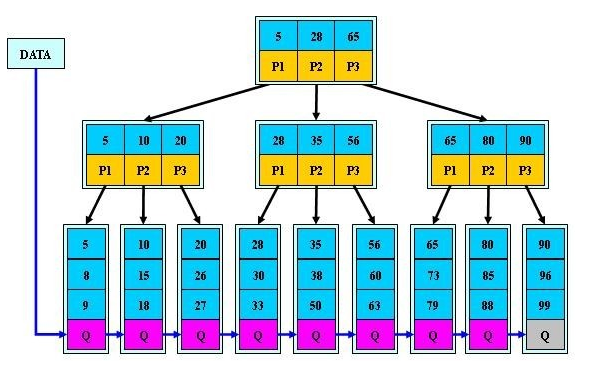 5 28 65
DATA
P1 P2 P3
5 10 20 28 35 56 65 80 90
P1 P2 P3 P1 P2 P3 P1 P2 P3
5 10 20 28 35 56 65 80 90
8 15 26 30 38 60 73 85 96
9 18 27 33 50 63 79 88 99
Q Q Q Q Q Q Q Q Q